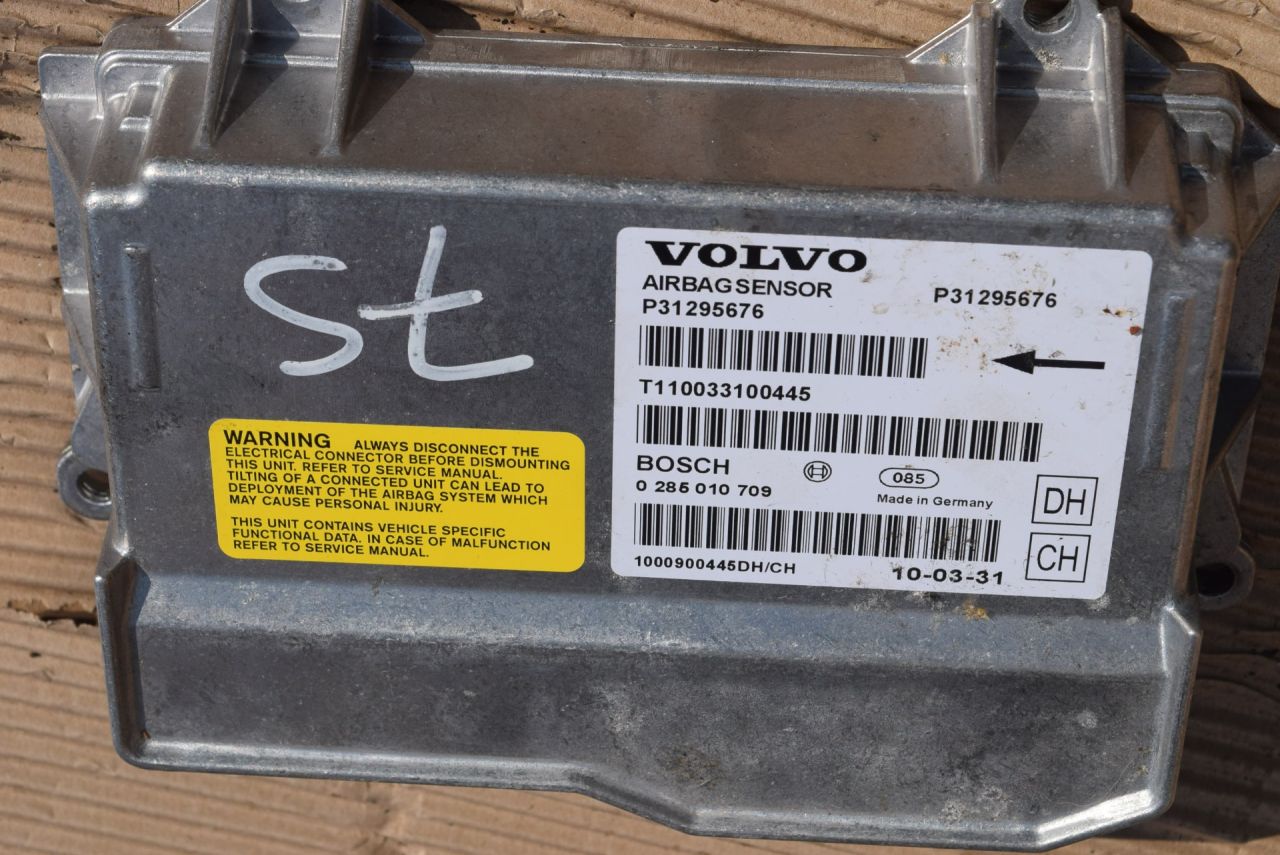 st
VOLVO
AIRBAG SENSOR
P31295676
P31295676
T110033100445
BOSCH
0 285 010 709
085
Made in Germany
DH
CH
1000900445DH/CH
10-03-31
WARNING ALWAYS DISCONNECT THE
ELECTRICAL CONNECTOR BEFORE DISMOUNTING
THIS UNIT. REFER TO SERVICE MANUAL.
TILTING OF A CONNECTED UNIT CAN LEAD TO
DEPLOYMENT OF THE AIRBAG SYSTEM WHICH
MAY CAUSE PERSONAL INJURY.
THIS UNIT CONTAINS VEHICLE SPECIFIC
FUNCTIONAL DATA. IN CASE OF MALFUNCTION
REFER TO SERVICE MANUAL.